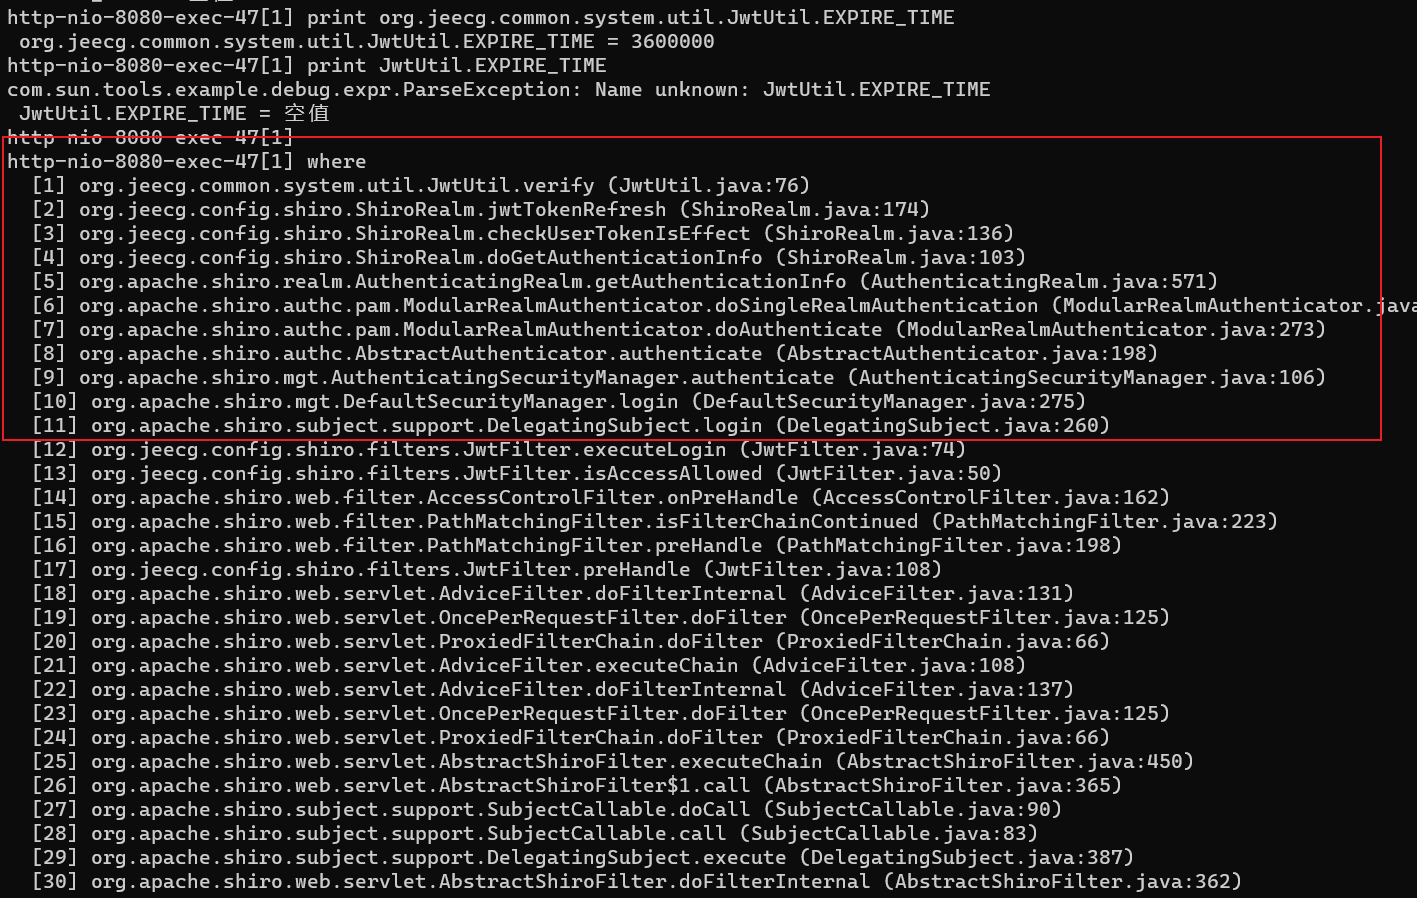 http-nio-8080-exec-47[1] print org.jeecg.common.system.util.JwtUtil.EXPIRE_TIME
 org.jeecg.common.system.util.JwtUtil.EXPIRE_TIME = 3600000
http-nio-8080-exec-47[1] print JwtUtil.EXPIRE_TIME
com.sun.tools.example.debug.expr.ParseException: Name unknown: JwtUtil.EXPIRE_TIME
 JwtUtil.EXPIRE_TIME = 空值
http-nio-8080-exec-47[1]
http-nio-8080-exec-47[1] where
  [1] org.jeecg.common.system.util.JwtUtil.verify (JwtUtil.java:76)
  [2] org.jeecg.config.shiro.ShiroRealm.jwtTokenRefresh (ShiroRealm.java:174)
  [3] org.jeecg.config.shiro.ShiroRealm.checkUserTokenIsEffect (ShiroRealm.java:136)
  [4] org.jeecg.config.shiro.ShiroRealm.doGetAuthenticationInfo (ShiroRealm.java:103)
  [5] org.apache.shiro.realm.AuthenticatingRealm.getAuthenticationInfo (AuthenticatingRealm.java:571)
  [6] org.apache.shiro.authc.pam.ModularRealmAuthenticator.doSingleRealmAuthentication (ModularRealmAuthenticator.java
  [7] org.apache.shiro.authc.pam.ModularRealmAuthenticator.doAuthenticate (ModularRealmAuthenticator.java:273)
  [8] org.apache.shiro.authc.AbstractAuthenticator.authenticate (AbstractAuthenticator.java:198)
  [9] org.apache.shiro.mgt.AuthenticatingSecurityManager.authenticate (AuthenticatingSecurityManager.java:106)
  [10] org.apache.shiro.mgt.DefaultSecurityManager.login (DefaultSecurityManager.java:275)
  [11] org.apache.shiro.subject.support.DelegatingSubject.login (DelegatingSubject.java:260)
  [12] org.jeecg.config.shiro.filters.JwtFilter.executeLogin (JwtFilter.java:74)
  [13] org.jeecg.config.shiro.filters.JwtFilter.isAccessAllowed (JwtFilter.java:50)
  [14] org.apache.shiro.web.filter.AccessControlFilter.onPreHandle (AccessControlFilter.java:162)
  [15] org.apache.shiro.web.filter.PathMatchingFilter.isFilterChainContinued (PathMatchingFilter.java:223)
  [16] org.apache.shiro.web.filter.PathMatchingFilter.preHandle (PathMatchingFilter.java:198)
  [17] org.jeecg.config.shiro.filters.JwtFilter.preHandle (JwtFilter.java:108)
  [18] org.apache.shiro.web.servlet.AdviceFilter.doFilterInternal (AdviceFilter.java:131)
  [19] org.apache.shiro.web.servlet.OncePerRequestFilter.doFilter (OncePerRequestFilter.java:125)
  [20] org.apache.shiro.web.servlet.ProxiedFilterChain.doFilter (ProxiedFilterChain.java:66)
  [21] org.apache.shiro.web.servlet.AdviceFilter.executeChain (AdviceFilter.java:108)
  [22] org.apache.shiro.web.servlet.AdviceFilter.doFilterInternal (AdviceFilter.java:137)
  [23] org.apache.shiro.web.servlet.OncePerRequestFilter.doFilter (OncePerRequestFilter.java:125)
  [24] org.apache.shiro.web.servlet.ProxiedFilterChain.doFilter (ProxiedFilterChain.java:66)
  [25] org.apache.shiro.web.servlet.AbstractShiroFilter.executeChain (AbstractShiroFilter.java:450)
  [26] org.apache.shiro.web.servlet.AbstractShiroFilter$1.call (AbstractShiroFilter.java:365)
  [27] org.apache.shiro.subject.support.SubjectCallable.doCall (SubjectCallable.java:90)
  [28] org.apache.shiro.subject.support.SubjectCallable.call (SubjectCallable.java:83)
  [29] org.apache.shiro.subject.support.DelegatingSubject.execute (DelegatingSubject.java:387)
  [30] org.apache.shiro.web.servlet.AbstractShiroFilter.doFilterInternal (AbstractShiroFilter.java:362)